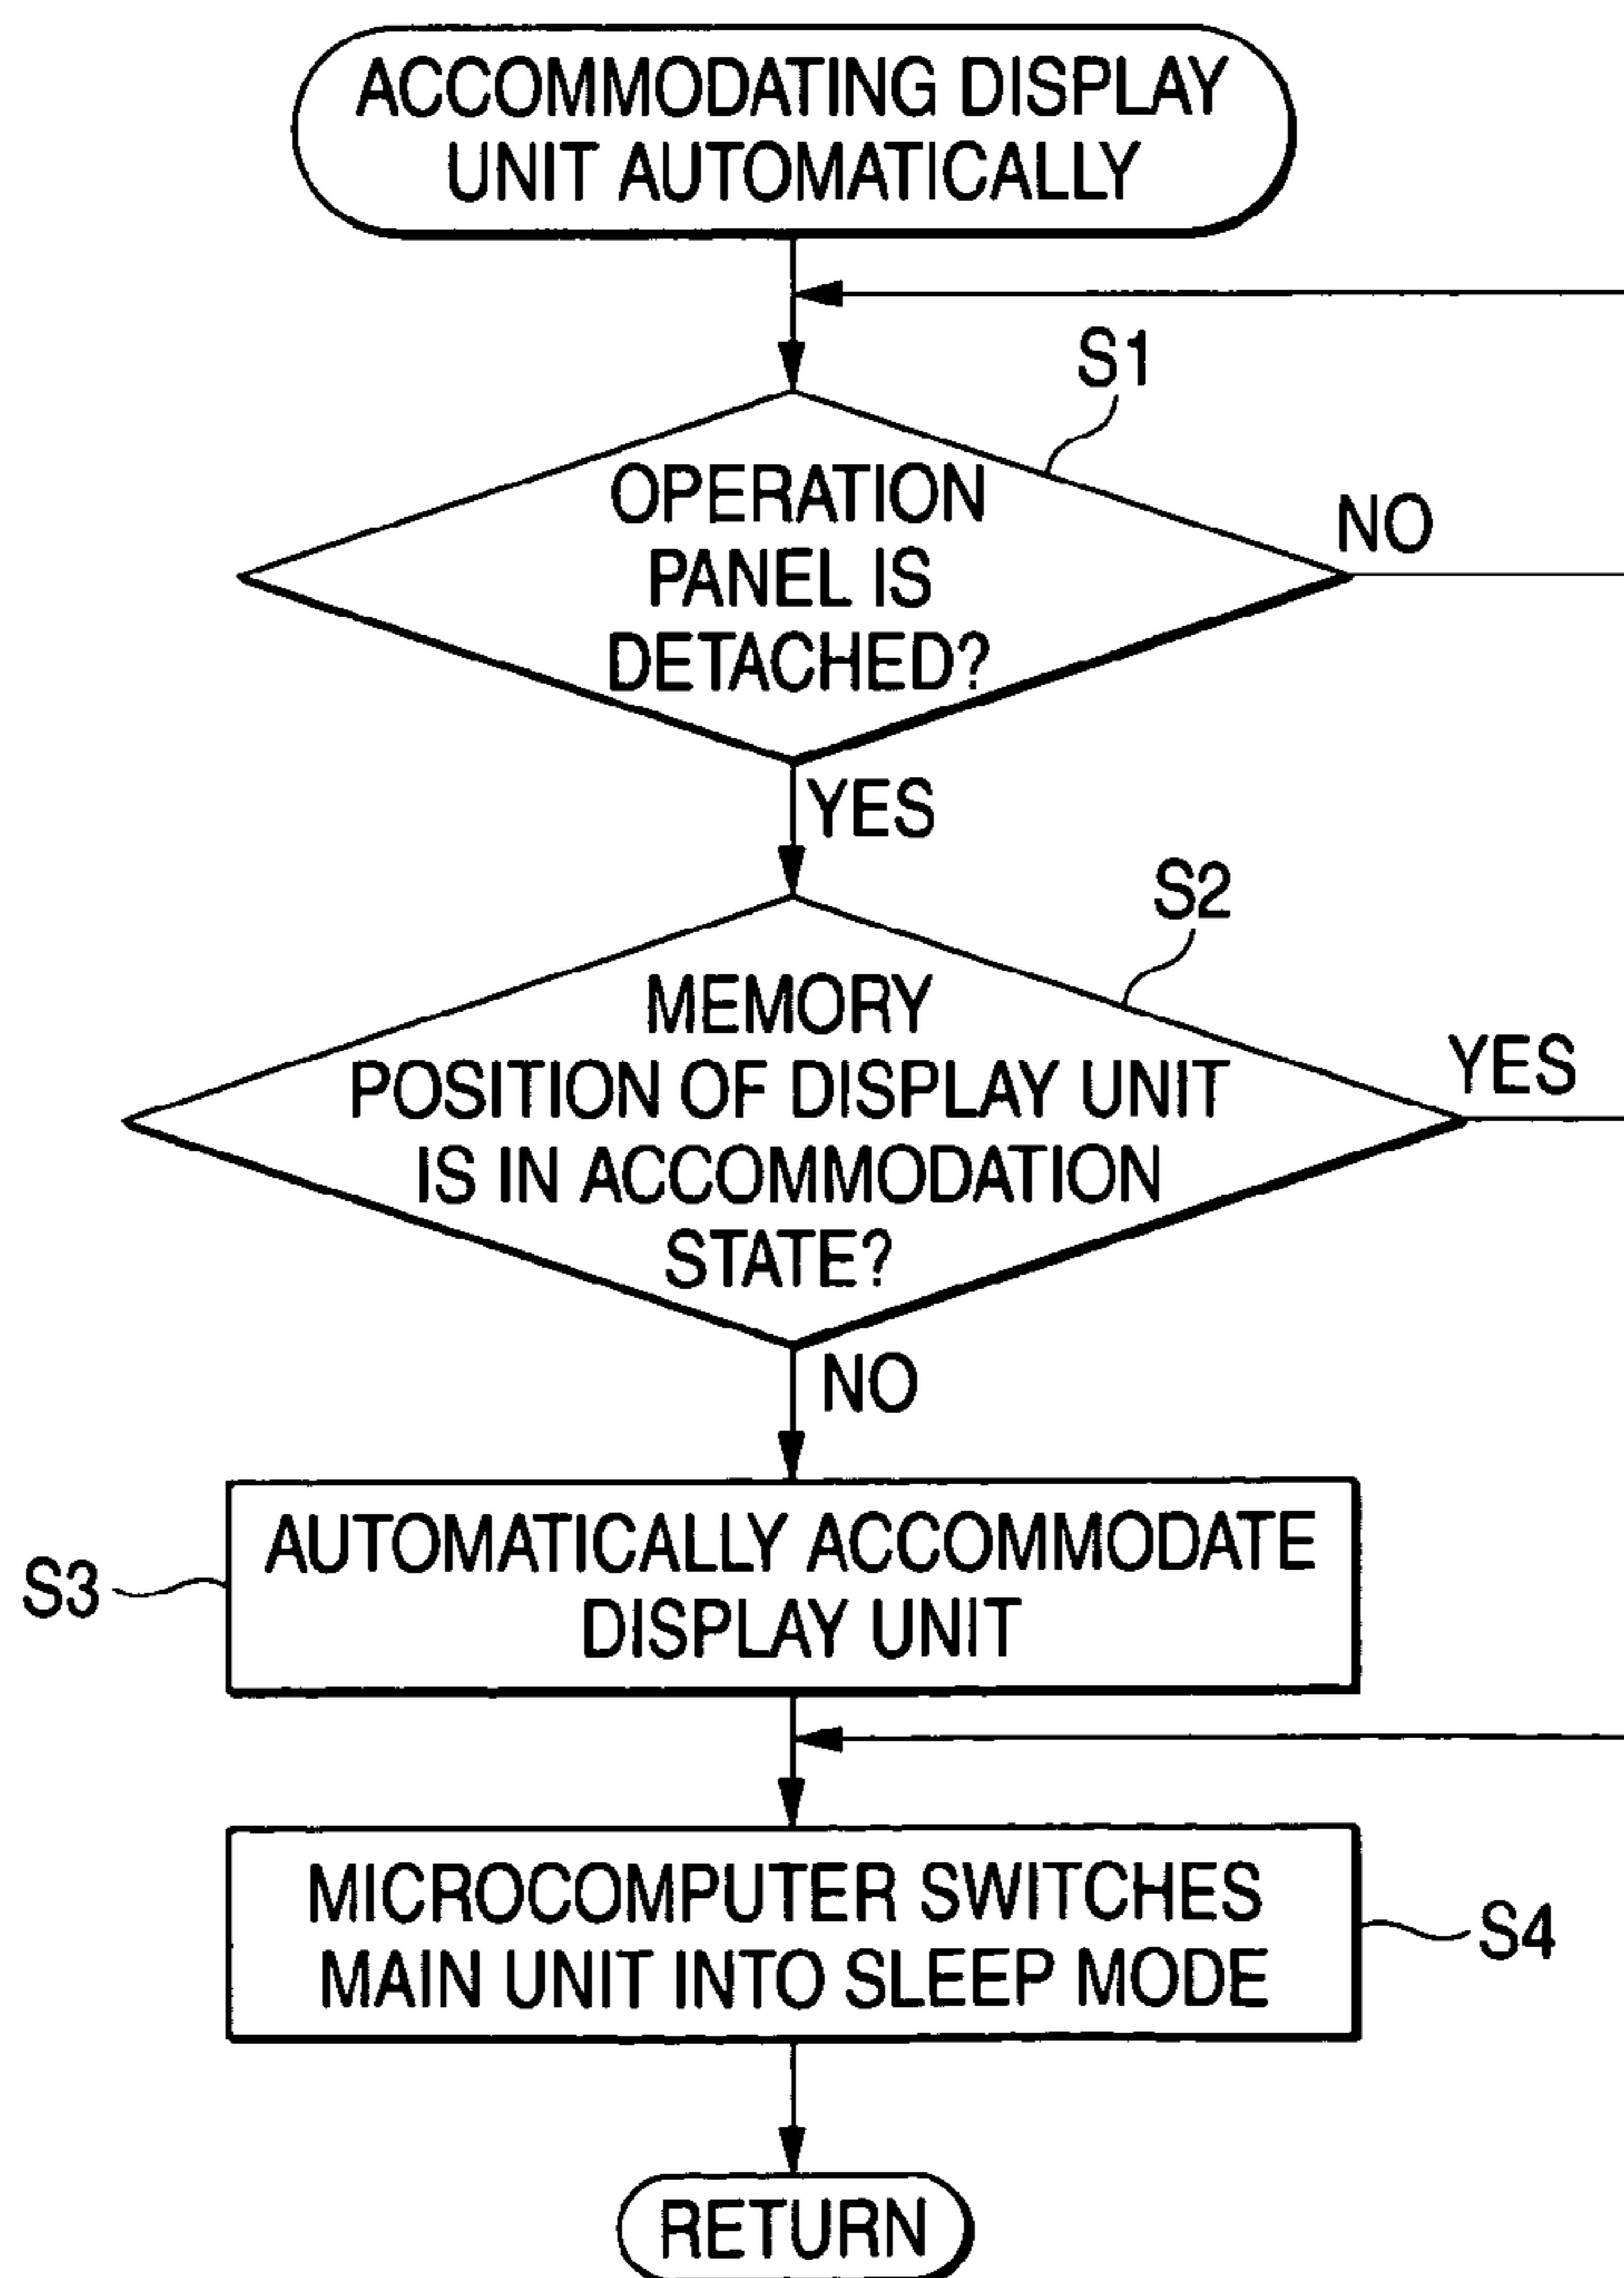 ACCOMMODATING DISPLAY
UNIT AUTOMATICALLY
S1
OPERATION
PANEL IS
DETACHED?
NO
YES
S2
MEMORY
POSITION OF DISPLAY UNIT
IS IN ACCOMMODATION
STATE?
YES
NO
S3
AUTOMATICALLY ACCOMMODATE
DISPLAY UNIT
MICROCOMPUTER SWITCHES
MAIN UNIT INTO SLEEP MODE
S4
RETURN